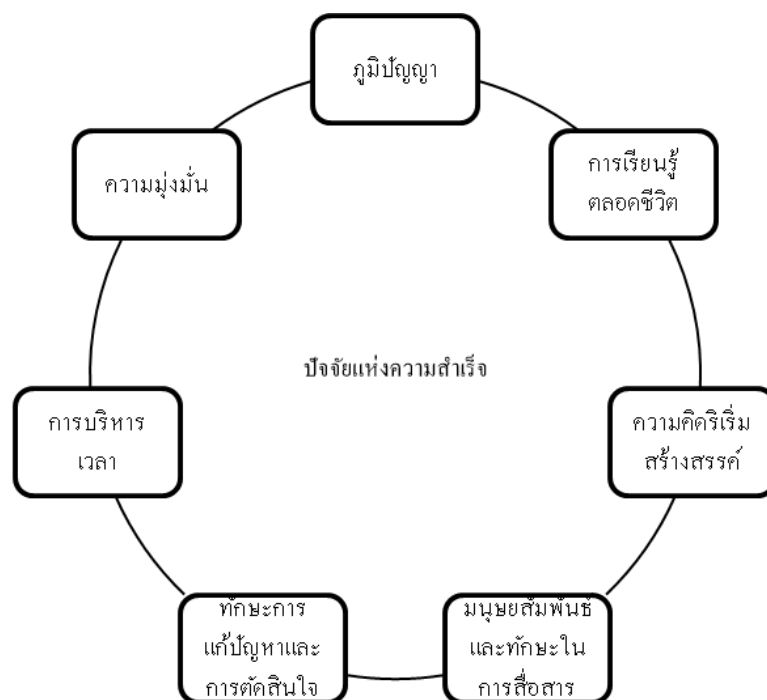 ภูมิปัญญา
การเรียนรู้
ตลอดชีวิต
ความคิดริเริ่ม
สร้างสรรค์
มนุษยสัมพันธ์
และทักษะใน
การสื่อสาร
ทักษะการ
แก้ปัญหาและ
การตัดสินใจ
การบริหาร
เวลา
ความมุ่งมั่น
ปัจจัยแห่งความสำเร็จ